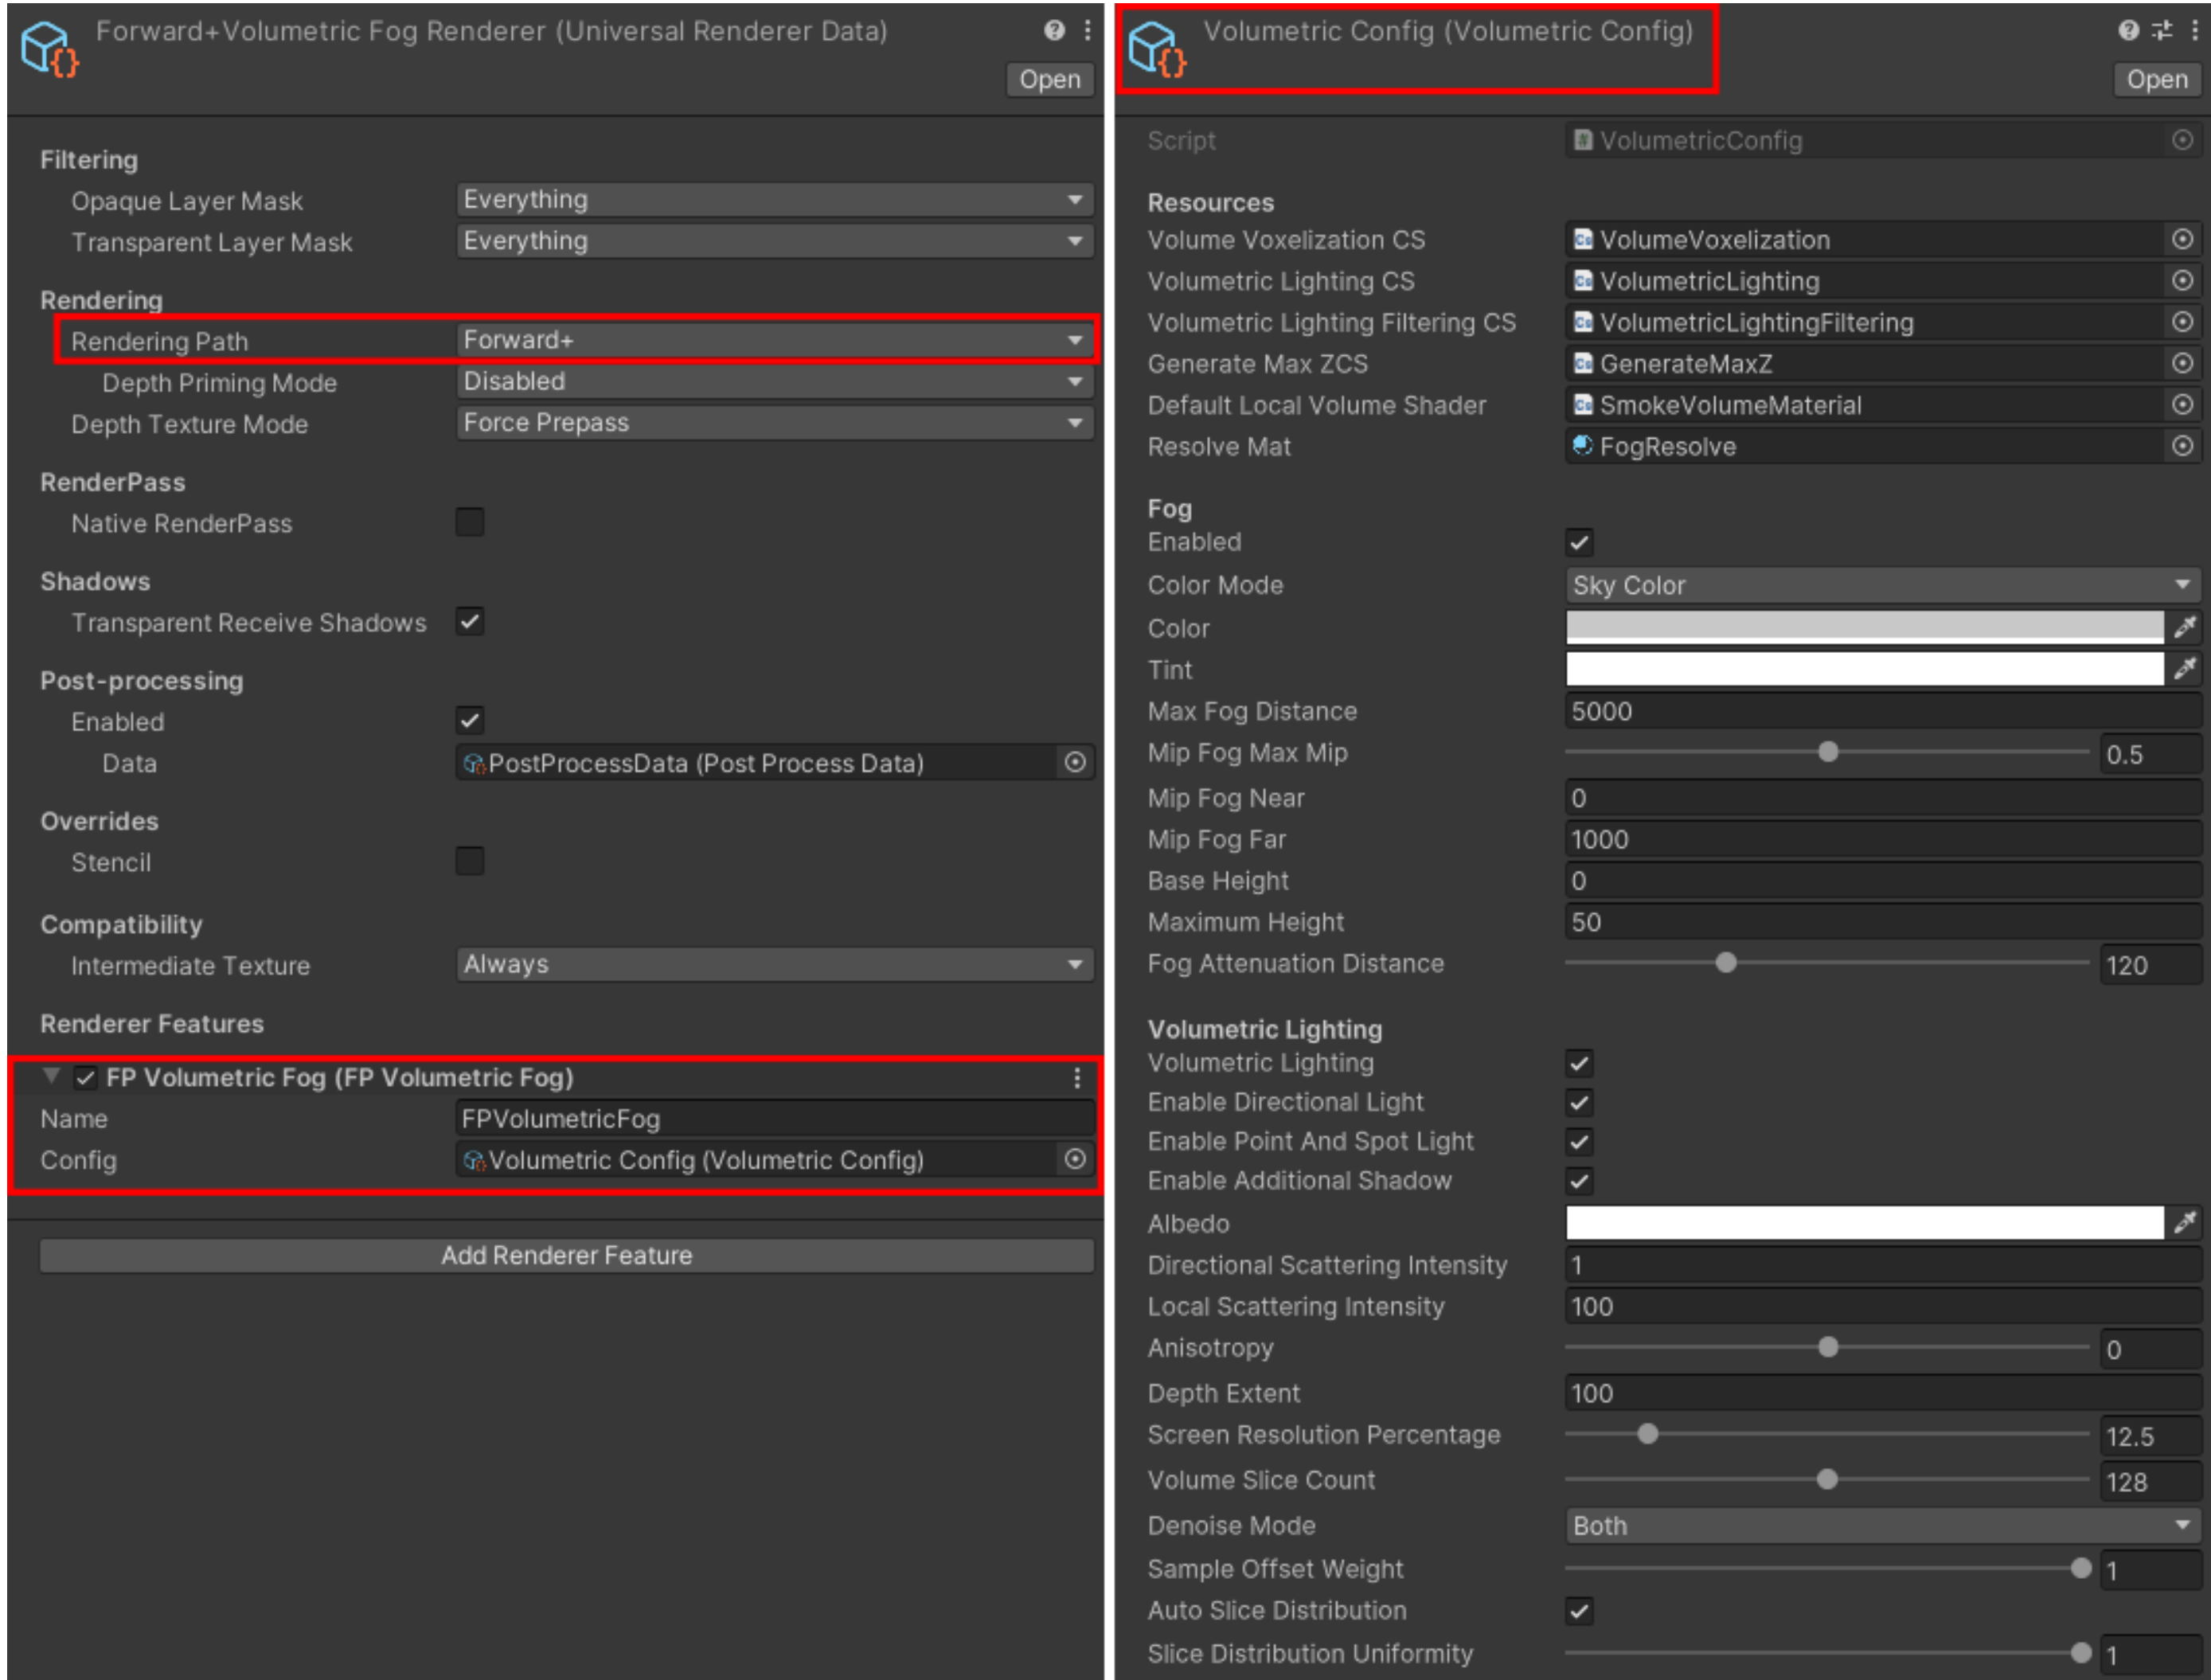 Forward+Volumetric Fog Renderer (Universal Renderer Data)
Open
Filtering
Opaque Layer Mask Everything
Transparent Layer Mask Everything
Rendering
Rendering Path Forward+
Depth Priming Mode Disabled
Depth Texture Mode Force Prepass
RenderPass
Native RenderPass
Shadows
Transparent Receive Shadows
Post-processing
Enabled
Data PostProcessData (Post Process Data)
Overrides
Stencil
Compatibility
Intermediate Texture Always
Renderer Features
FP Volumetric Fog (FP Volumetric Fog)
Name FPVolumetricFog
Config Volumetric Config (Volumetric Config)
Add Renderer Feature
Volumetric Config (Volumetric Config)
Open
Script VolumetricConfig
Resources
Volume Voxelization CS VolumeVoxelization
Volumetric Lighting CS VolumetricLighting
Volumetric Lighting Filtering CS VolumetricLightingFiltering
Generate Max ZCS GenerateMaxZ
Default Local Volume Shader SmokeVolumeMaterial
Resolve Mat FogResolve
Fog
Enabled
Color Mode Sky Color
Color
Tint
Max Fog Distance 5000
Mip Fog Max Mip 0.5
Mip Fog Near 0
Mip Fog Far 1000
Base Height 0
Maximum Height 50
Fog Attenuation Distance 120
Volumetric Lighting
Volumetric Lighting
Enable Directional Light
Enable Point And Spot Light
Enable Additional Shadow
Albedo
Directional Scattering Intensity 1
Local Scattering Intensity 100
Anisotropy 0
Depth Extent 100
Screen Resolution Percentage 12.5
Volume Slice Count 128
Denoise Mode Both
Sample Offset Weight 1
Auto Slice Distribution
Slice Distribution Uniformity 1